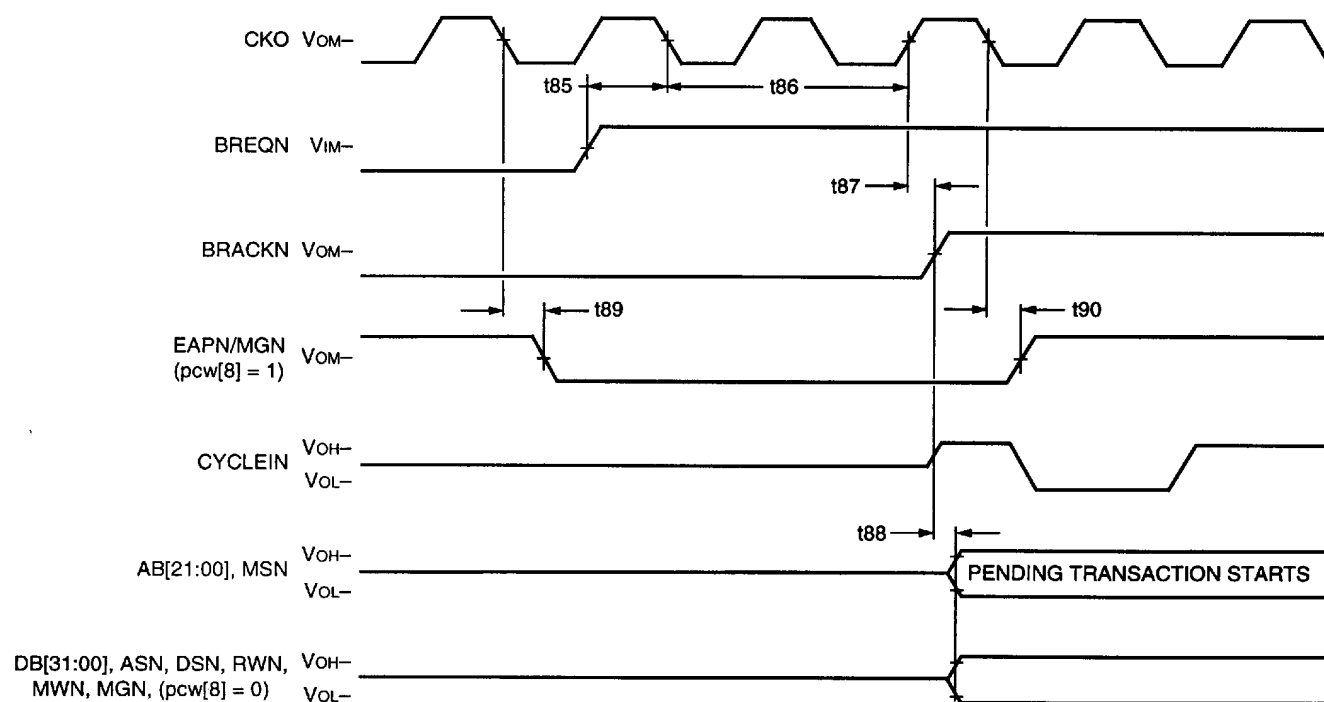 CKO VOM–
t85
t86
BREQN VIM–
t87
BRACKN VOM–
t89
t90
EAPN/MGN
(pcw[8] = 1)
VOM–
CYCLEIN
VOH–
VOL–
t88
AB[21:00], MSN
VOH–
VOL–
PENDING TRANSACTION STARTS
DB[31:00], ASN, DSN, RWN,
MWN, MGN, (pcw[8] = 0)
VOH–
VOL–